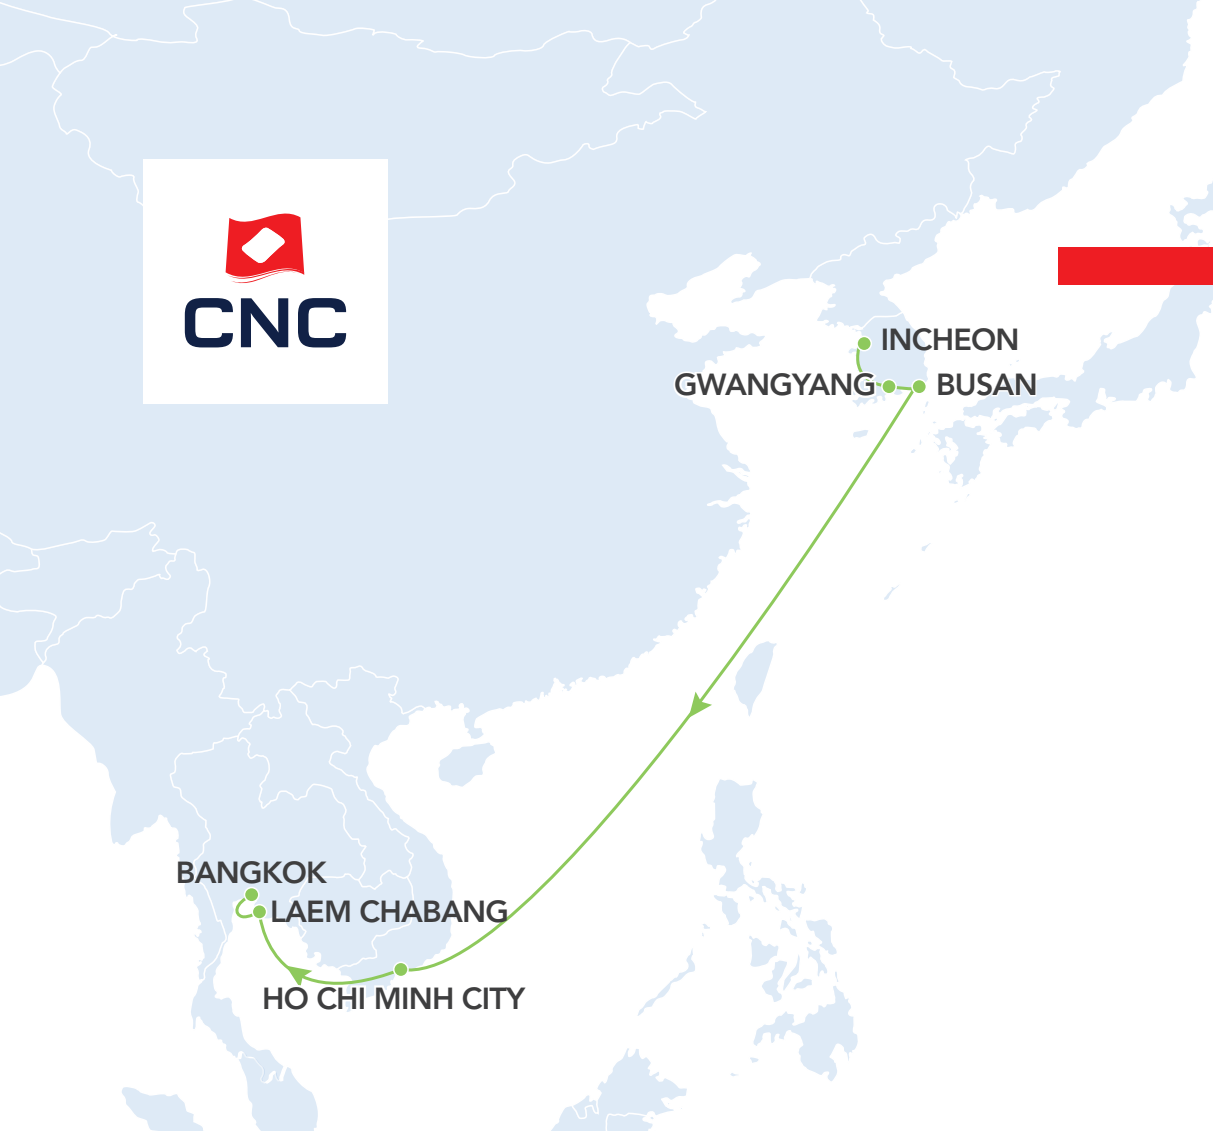 CNC
INCHEON
GWANGYANG
BUSAN
BANGKOK
LAEM CHABANG
HO CHI MINH CITY